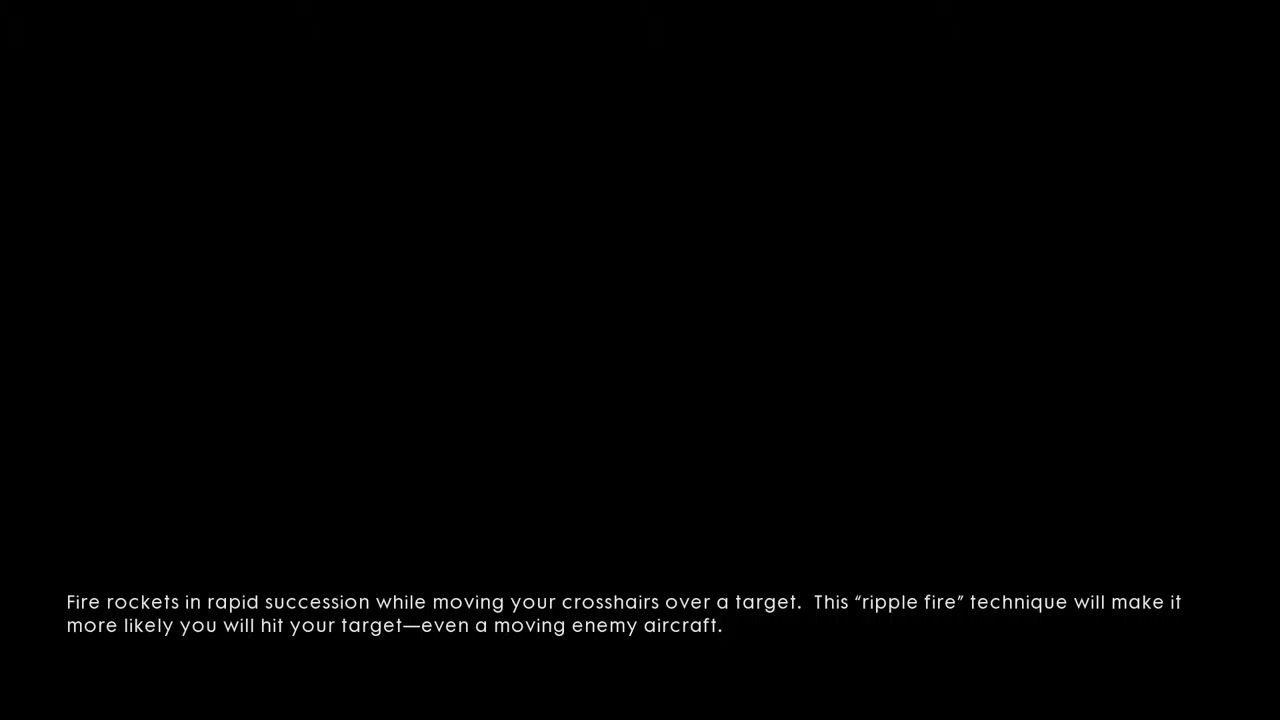 Fire rockets in rapid succession while moving your crosshairs over a target.  This “ripple fire” technique will make it
more likely you will hit your target—even a moving enemy aircraft.